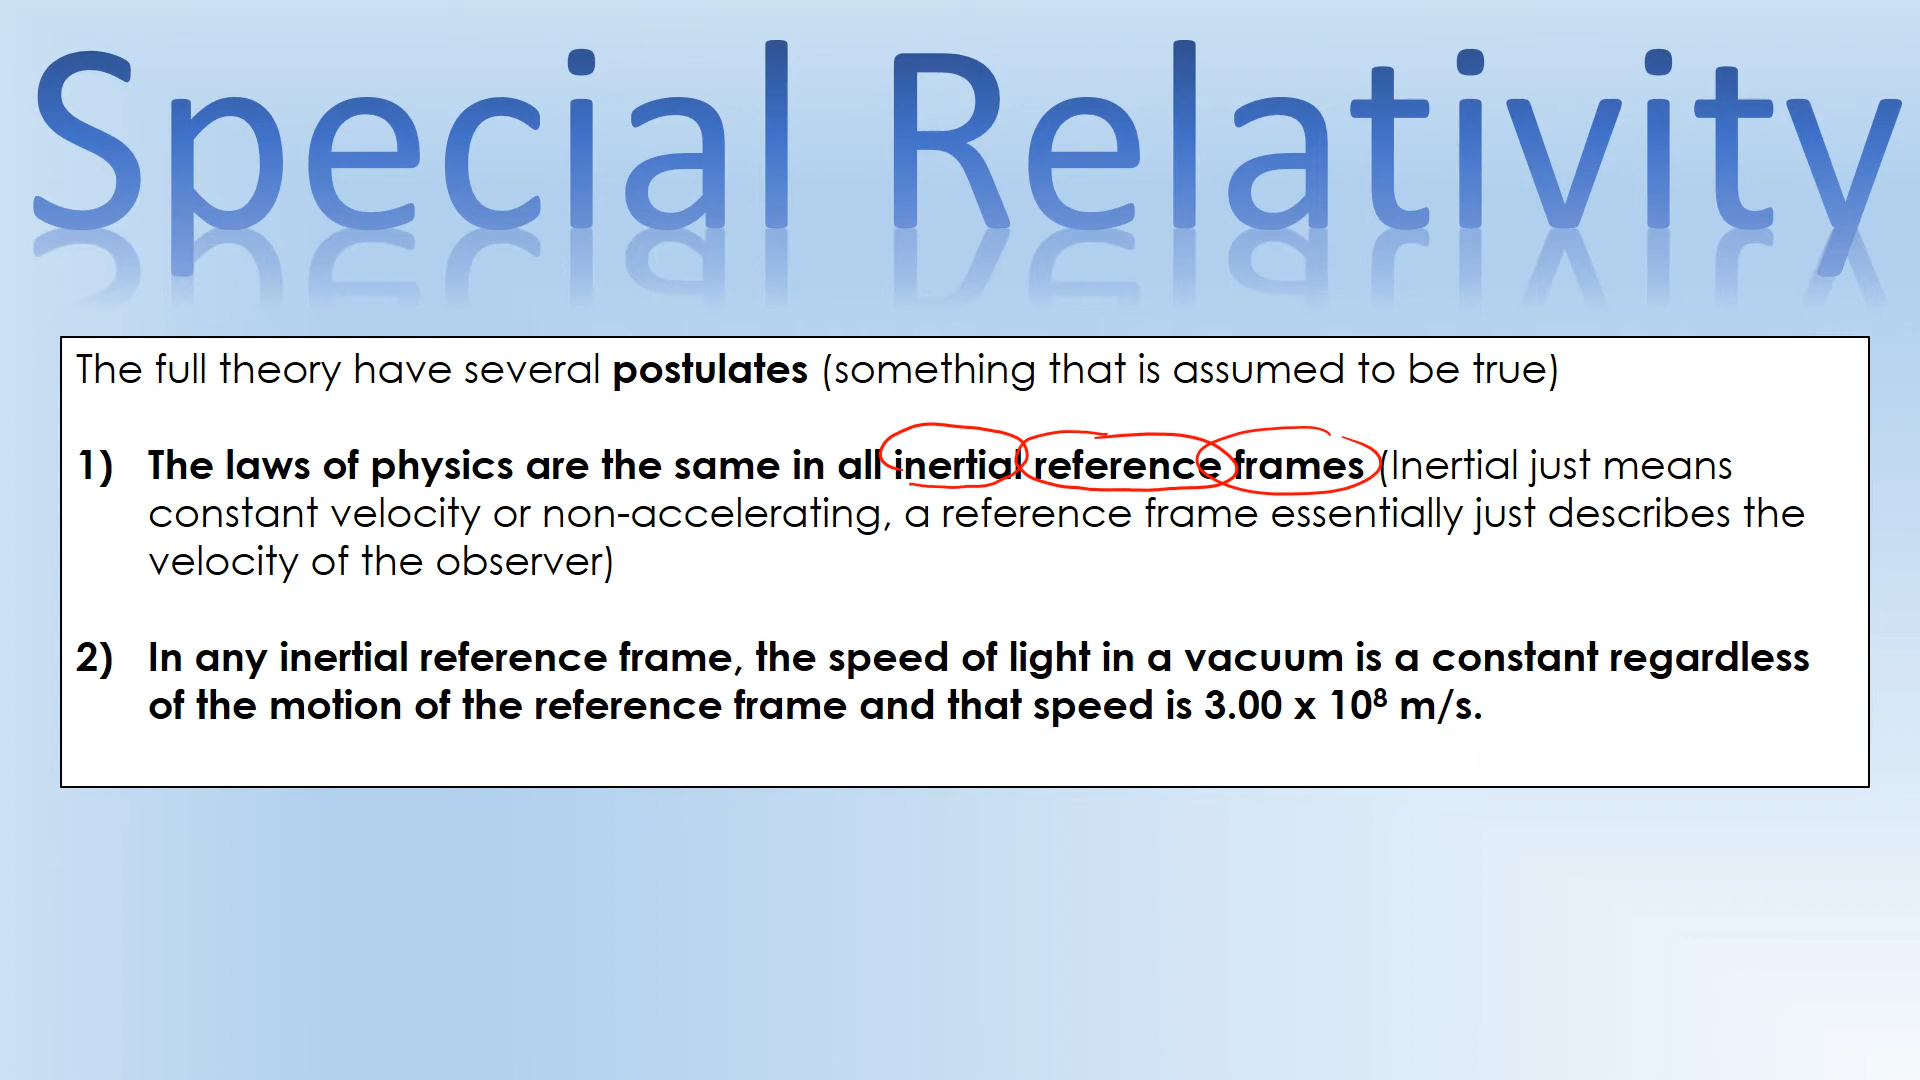 Special Relativity
The full theory have several postulates (something that is assumed to be true)
1) The laws of physics are the same in all inertial reference frames (Inertial just means
constant velocity or non-accelerating, a reference frame essentially just describes the
velocity of the observer)
2) In any inertial reference frame, the speed of light in a vacuum is a constant regardless
of the motion of the reference frame and that speed is 3.00 x 10⁸ m/s.